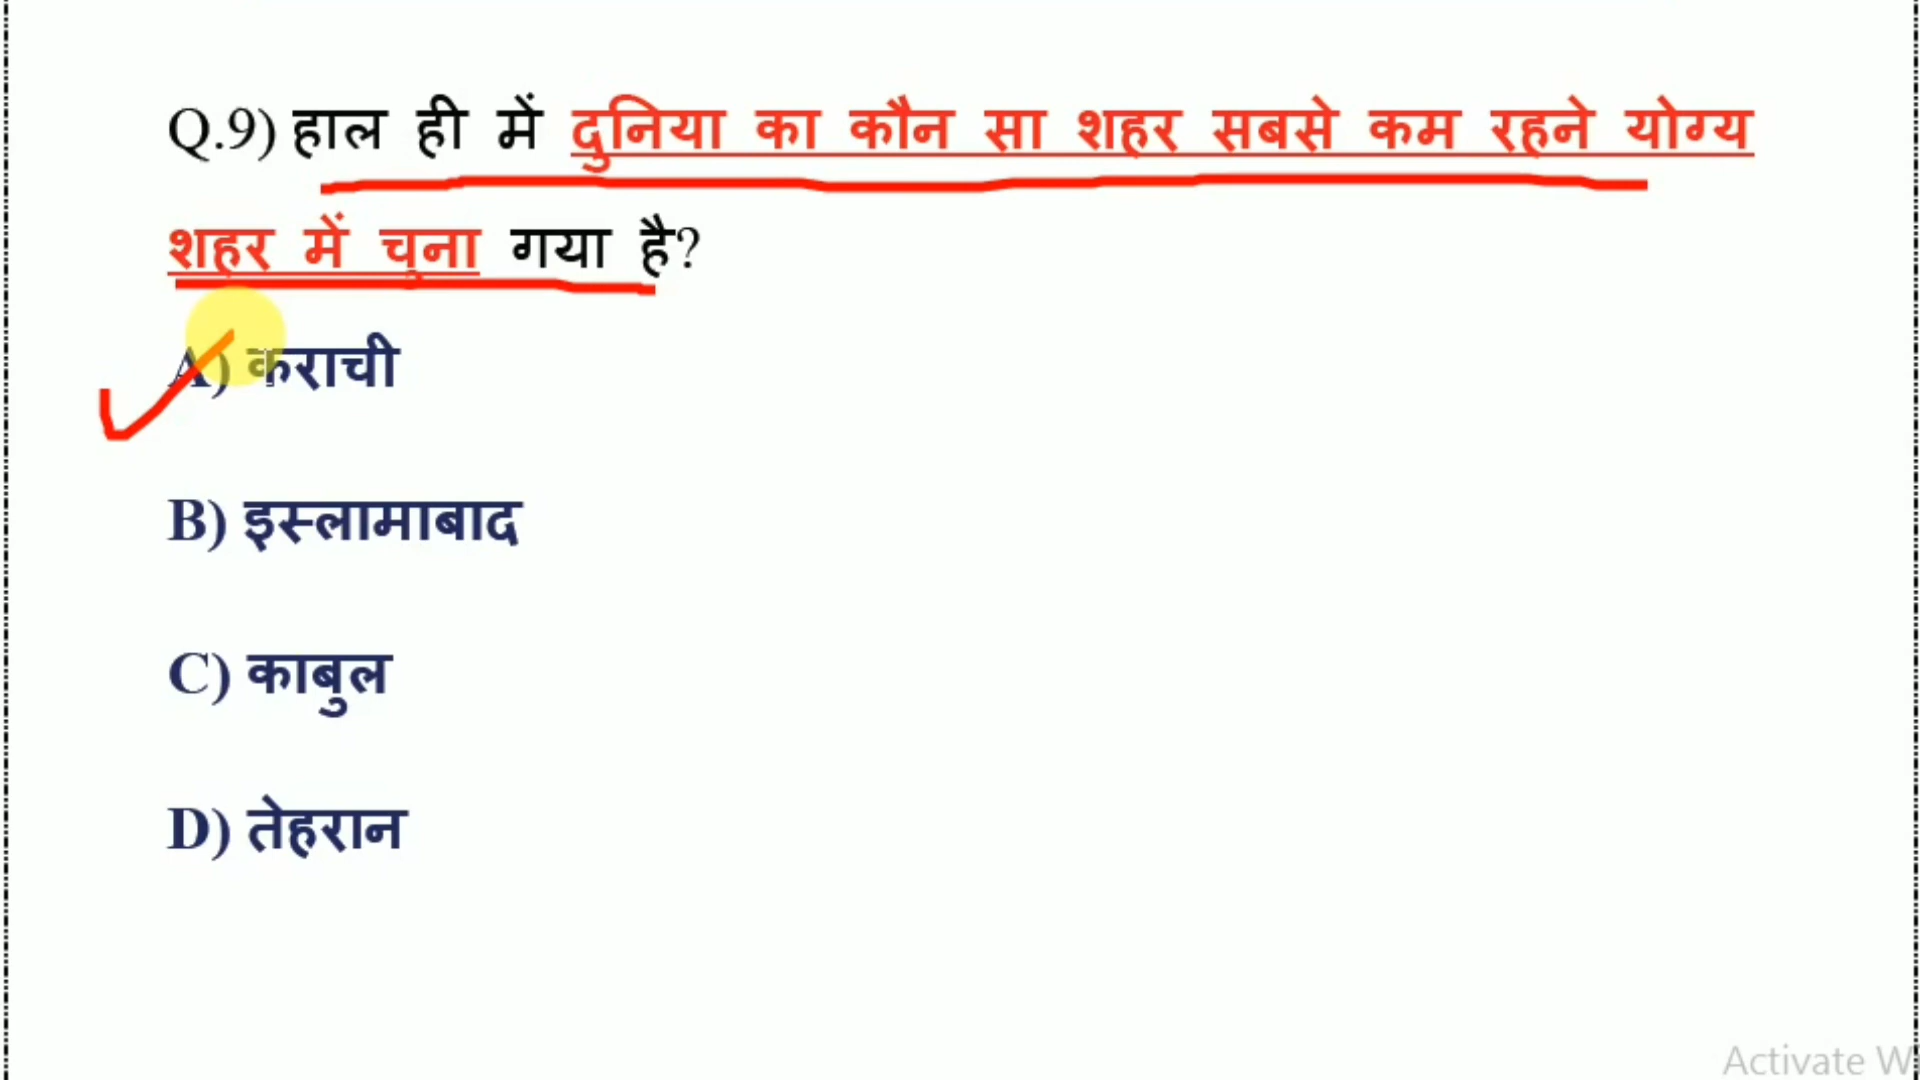 Q.9) हाल ही में दुनिया का कौन सा शहर सबसे कम रहने योग्य
शहर में चुना गया है?
A) कराची
B) इस्लामाबाद
C) काबुल
D) तेहरान
Activate W